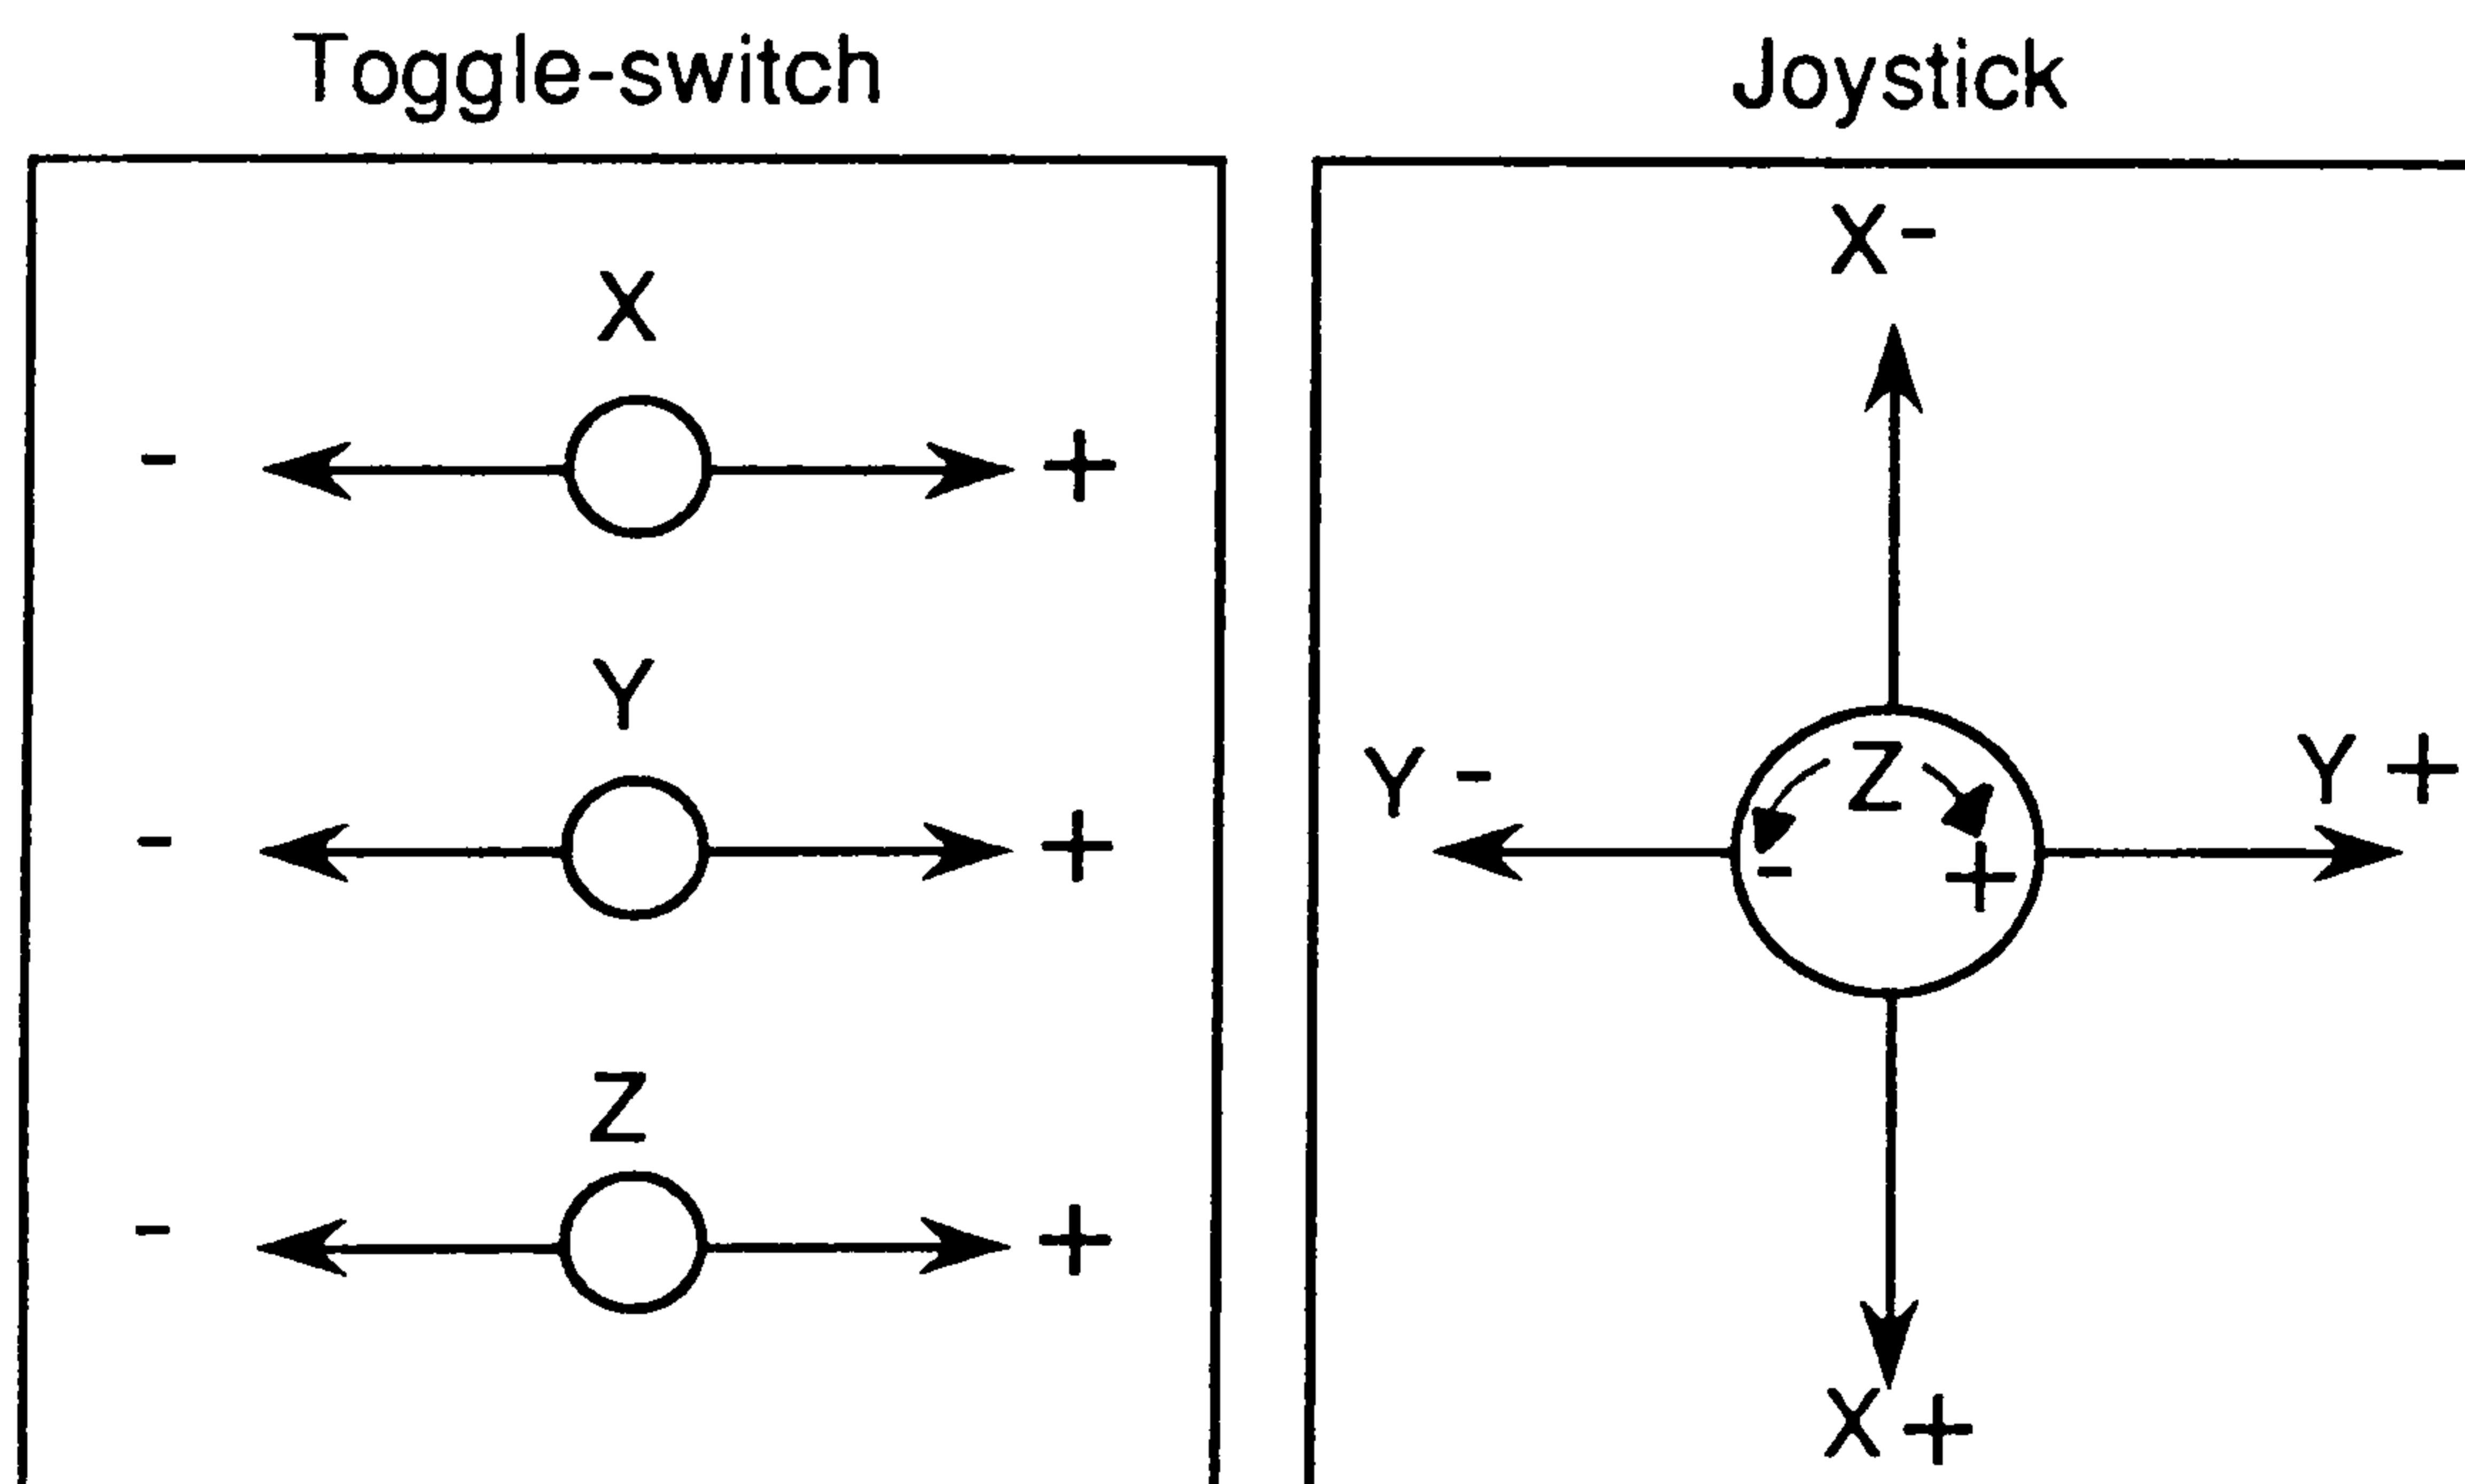 Toggle-switch
X
- +
Y
- +
Z
- +
Joystick
X -
Y - Z Y +
- +
X +